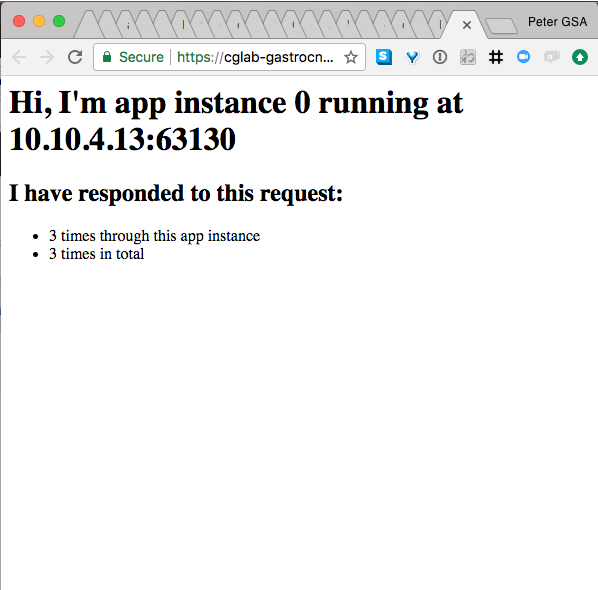 Peter GSA
Secure https://cglab-gastrocn...
Hi, I'm app instance 0 running at
10.10.4.13:63130
I have responded to this request:
• 3 times through this app instance
• 3 times in total